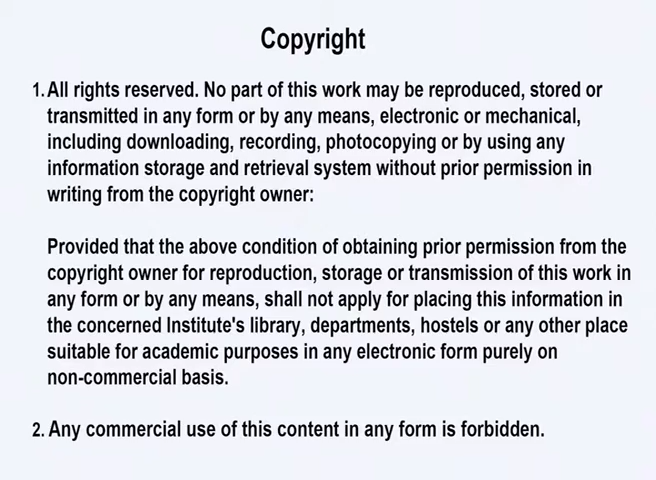 Copyright
1. All rights reserved. No part of this work may be reproduced, stored or
transmitted in any form or by any means, electronic or mechanical,
including downloading, recording, photocopying or by using any
information storage and retrieval system without prior permission in
writing from the copyright owner:
Provided that the above condition of obtaining prior permission from the
copyright owner for reproduction, storage or transmission of this work in
any form or by any means, shall not apply for placing this information in
the concerned Institute's library, departments, hostels or any other place
suitable for academic purposes in any electronic form purely on
non-commercial basis.
2. Any commercial use of this content in any form is forbidden.